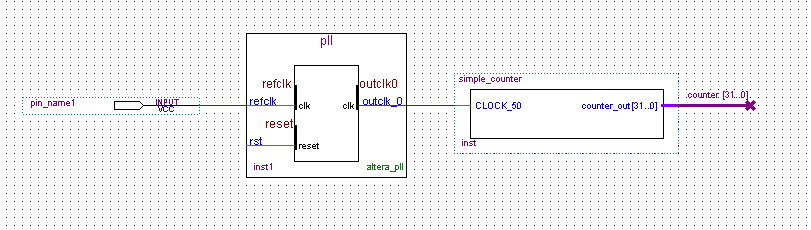 pll
refclk
outclk0
simple_counter
pin_name1
INPUT
VCC
refclk
clk
clk
outclk_0
CLOCK_50
counter_out[31..0]
counter [31...0]
reset
rst
reset
inst1
altera_pll
inst